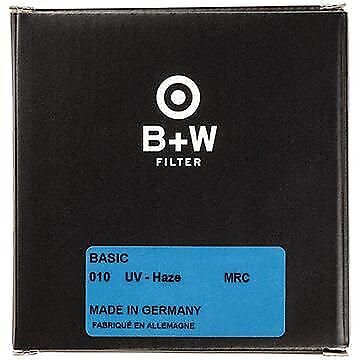 B+W
FILTER
BASIC
010 UV - Haze MRC
MADE IN GERMANY
FABRIQUÉ EN ALLEMAGNE